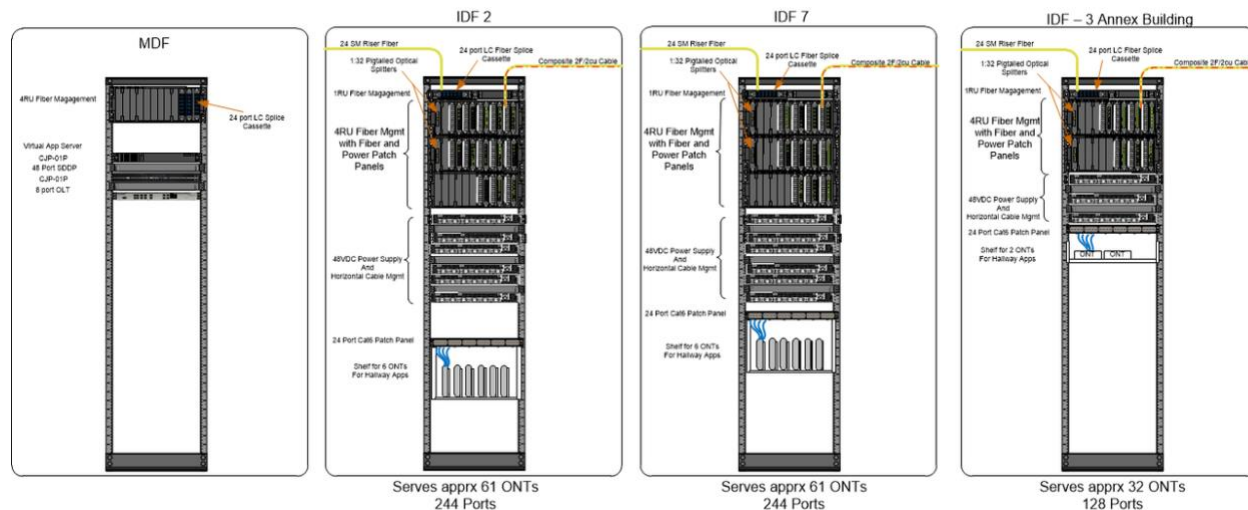 MDF
4RU Fiber Magagement
24 port LC Splice
Cassette
Virtual App Server
CJP-01P
48 Port SDDP
CJP-01P
8 port OLT
IDF 2
24 SM Riser Fiber
24 port LC Fiber Splice
Cassette
1:32 Pigtailed Optical
Splitters
Composite 2F/2cu Cable
1RU Fiber Magagement
4RU Fiber Mgmt
with Fiber and
Power Patch
Panels
48VDC Power Supply
And
Horizontal Cable Mgmt
24 Port Cat6 Patch Panel
Shelf for 6 ONTs
For Hallway Apps
Serves apprx 61 ONTs
244 Ports
IDF 7
24 SM Riser Fiber
24 port LC Fiber Splice
Cassette
1:32 Pigtailed Optical
Splitters
Composite 2F/2cu Cable
1RU Fiber Magagement
4RU Fiber Mgmt
with Fiber and
Power Patch
Panels
48VDC Power Supply
And
Horizontal Cable Mgmt
24 Port Cat6 Patch Panel
Shelf for 6 ONTs
For Hallway Apps
Serves apprx 61 ONTs
244 Ports
IDF – 3 Annex Building
24 SM Riser Fiber
24 port LC Fiber Splice
Cassette
1:32 Pigtailed Optical
Splitters
Composite 2F/2cu Cable
1RU Fiber Magagement
4RU Fiber Mgmt
with Fiber and
Power Patch
Panels
48VDC Power Supply
And
Horizontal Cable Mgmt
24 Port Cat6 Patch Panel
Shelf for 2 ONTs
For Hallway Apps
ONT ONT
Serves apprx 32 ONTs
128 Ports